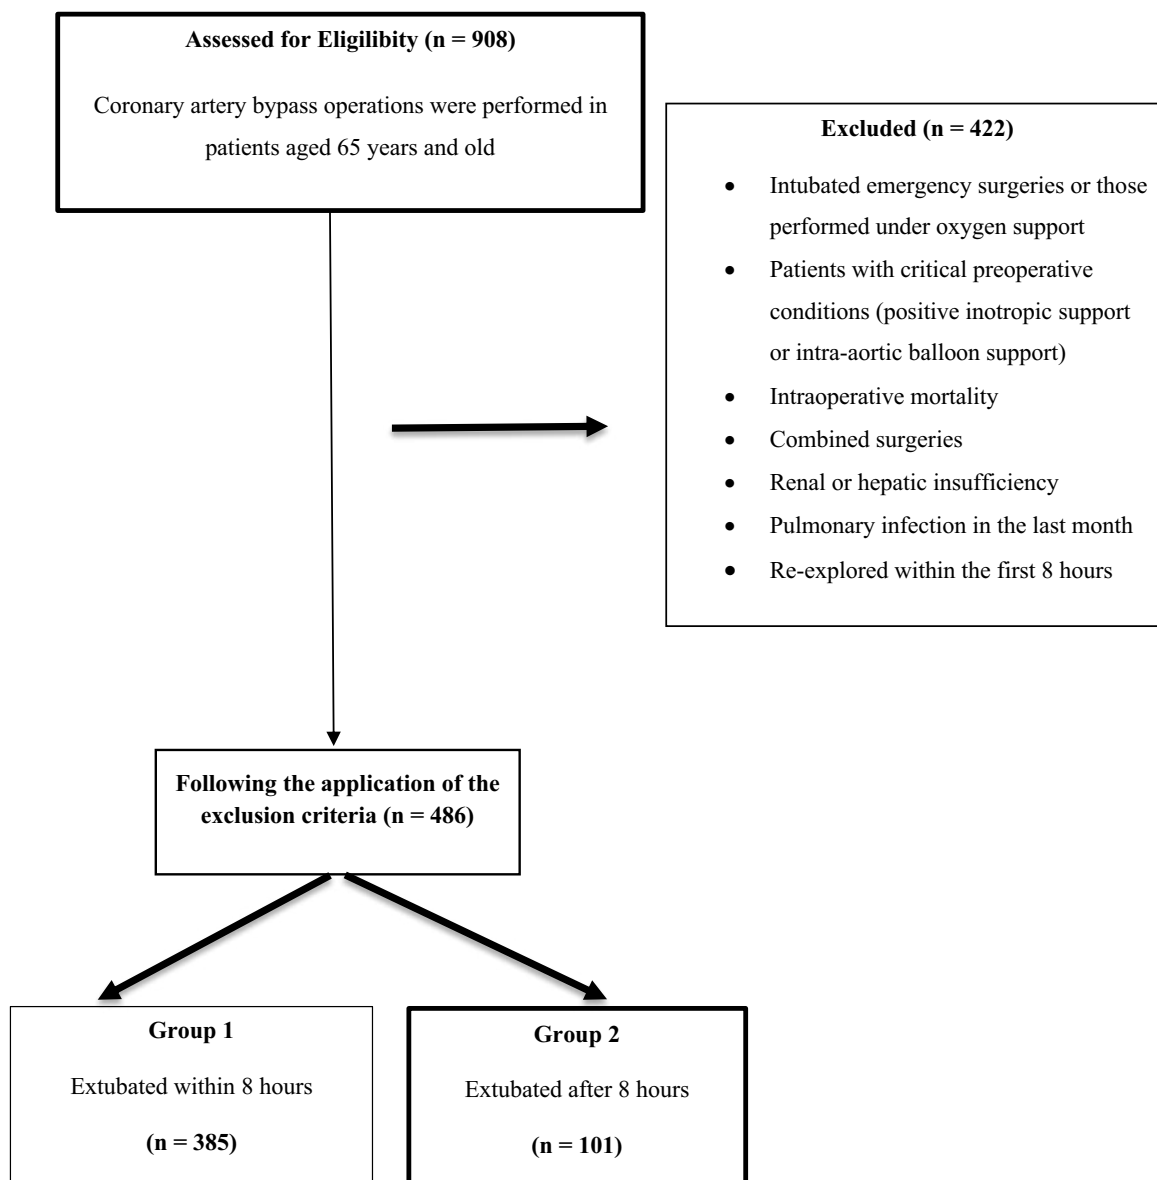 Assessed for Eligilibity (n = 908)
Coronary artery bypass operations were performed in
patients aged 65 years and old
Excluded (n = 422)
• Intubated emergency surgeries or those
performed under oxygen support
• Patients with critical preoperative
conditions (positive inotropic support
or intra-aortic balloon support)
• Intraoperative mortality
• Combined surgeries
• Renal or hepatic insufficiency
• Pulmonary infection in the last month
• Re-explored within the first 8 hours
Following the application of the
exclusion criteria (n = 486)
Group 1
Extubated within 8 hours
(n = 385)
Group 2
Extubated after 8 hours
(n = 101)